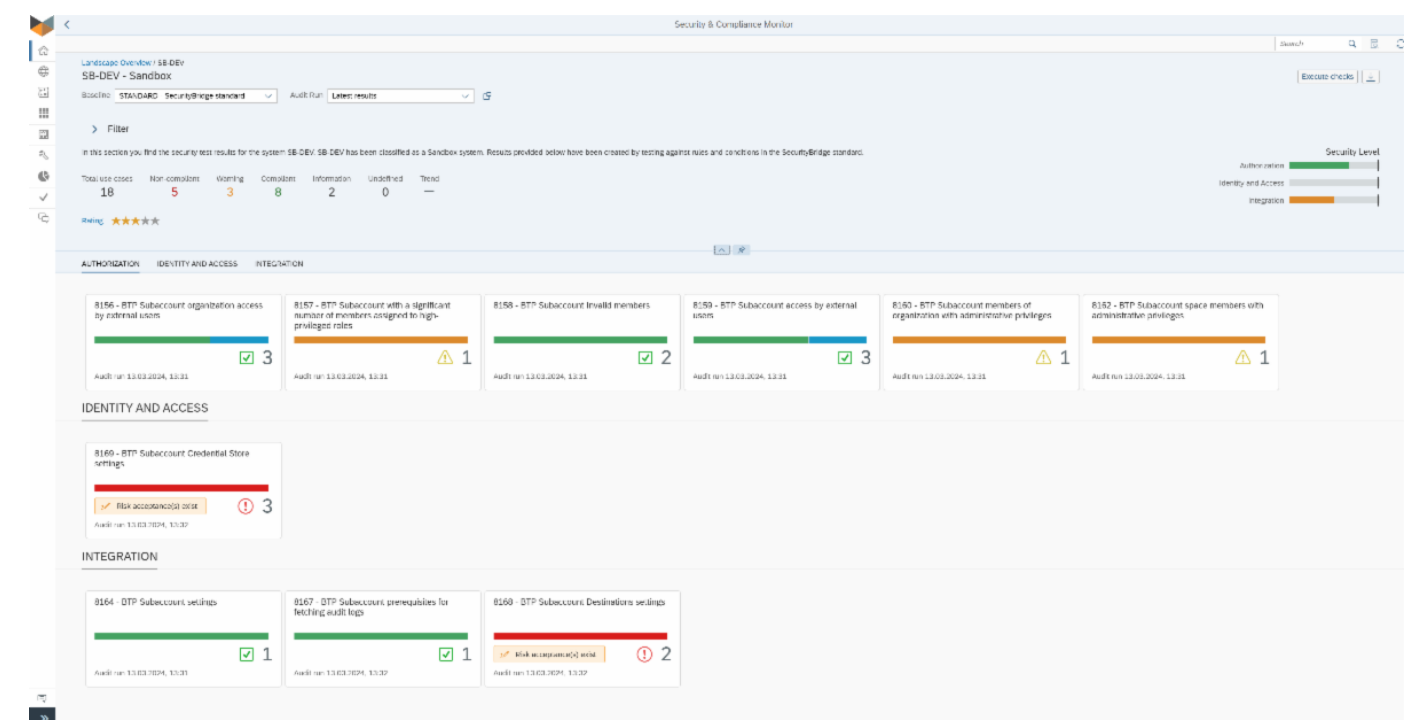 Security & Compliance Monitor
Search
Landscape Overview / SB-DEV
SB-DEV - Sandbox
Execute checks
Baseline STANDARD SecurityBridge standard Audit Run Latest results
Filter
In this section you find the security test results for the system SB-DEV. SB-DEV has been classified as a Sandbox system. Results provided below have been created by testing against rules and conditions in the SecurityBridge standard.
Security Level
Authorization
Identity and Access
Integration
Total use cases Non-compliant Warning Compliant Information Undefined Trend
18 5 3 8 2 0 —
Rating
AUTHORIZATION IDENTITY AND ACCESS INTEGRATION
8156 - BTP Subaccount organization access
by external users
3
Audit run 13.03.2024, 13:31
8157 - BTP Subaccount with a significant
number of members assigned to high-
privileged roles
1
Audit run 13.03.2024, 13:31
8158 - BTP Subaccount invalid members
2
Audit run 13.03.2024, 13:31
8159 - BTP Subaccount access by external
users
3
Audit run 13.03.2024, 13:31
8160 - BTP Subaccount members of
organization with administrative privileges
1
Audit run 13.03.2024, 13:31
8162 - BTP Subaccount space members with
administrative privileges
1
Audit run 13.03.2024, 13:31
IDENTITY AND ACCESS
8169 - BTP Subaccount Credential Store
settings
Risk acceptance(s) exist
3
Audit run 13.03.2024, 13:32
INTEGRATION
8164 - BTP Subaccount settings
1
Audit run 13.03.2024, 13:31
8167 - BTP Subaccount prerequisites for
fetching audit logs
1
Audit run 13.03.2024, 13:32
8168 - BTP Subaccount Destinations settings
Risk acceptance(s) exist
2
Audit run 13.03.2024, 13:32